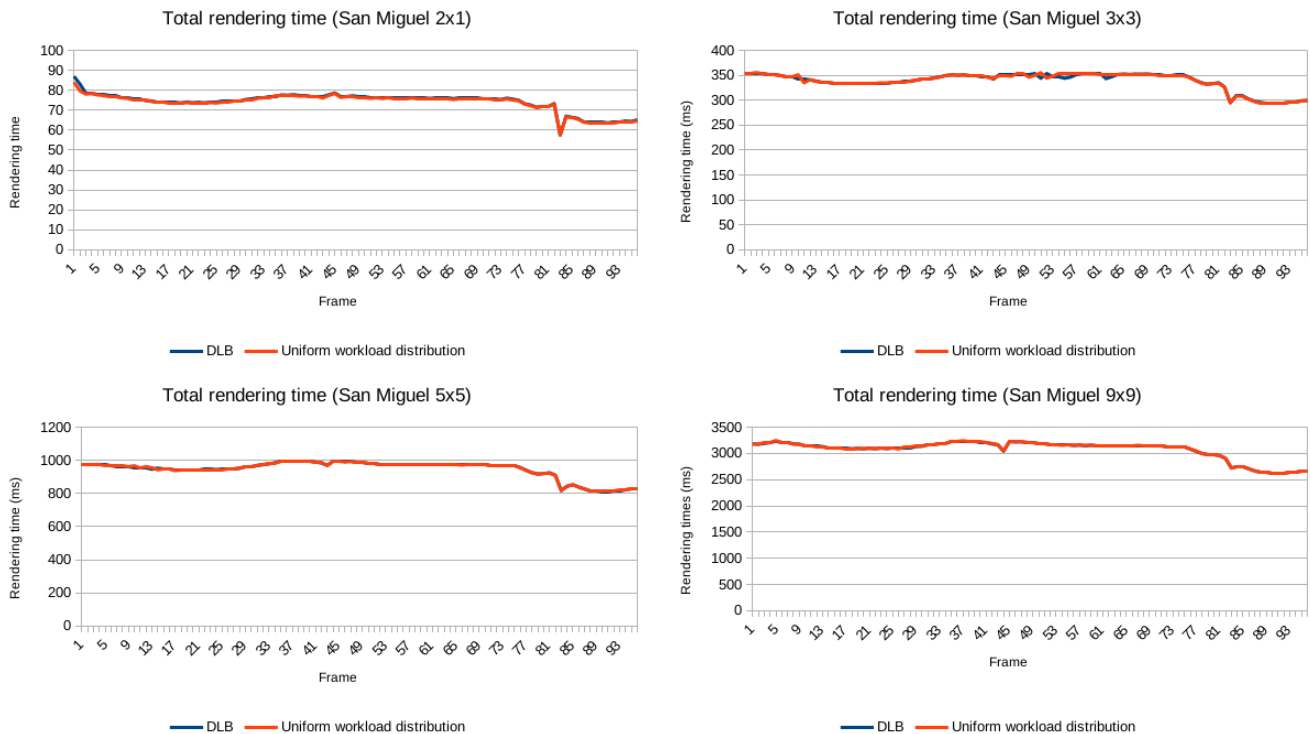 Total rendering time (San Miguel 2x1)
100
90
80
70
60
50
40
30
20
10
0
Rendering time
1 5 9 13 17 21 25 29 33 37 41 45 49 53 57 61 65 69 73 77 81 85 89 93
Frame
DLB Uniform workload distribution
Total rendering time (San Miguel 3x3)
400
350
300
250
200
150
100
50
0
Rendering time (ms)
1 5 9 13 17 21 25 29 33 37 41 45 49 53 57 61 65 69 73 77 81 85 89 93
Frame
DLB Uniform workload distribution
Total rendering time (San Miguel 5x5)
1200
1000
800
600
400
200
0
Rendering time (ms)
1 5 9 13 17 21 25 29 33 37 41 45 49 53 57 61 65 69 73 77 81 85 89 93
Frame
DLB Uniform workload distribution
Total rendering time (San Miguel 9x9)
3500
3000
2500
2000
1500
1000
500
0
Rendering times (ms)
1 5 9 13 17 21 25 29 33 37 41 45 49 53 57 61 65 69 73 77 81 85 89 93
Frame
DLB Uniform workload distribution